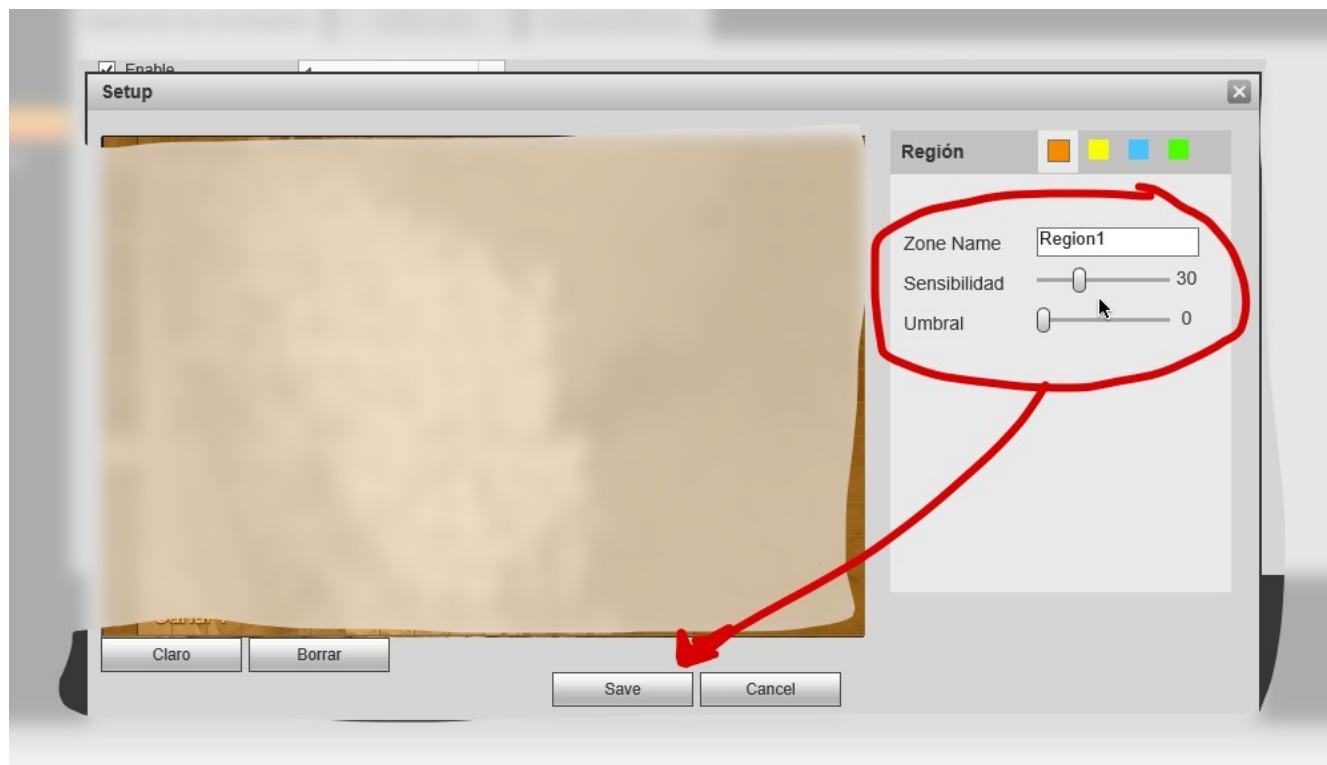 Enable
Setup
Región
Zone Name Region1
Sensibilidad 30
Umbral 0
Claro Borrar
Save Cancel